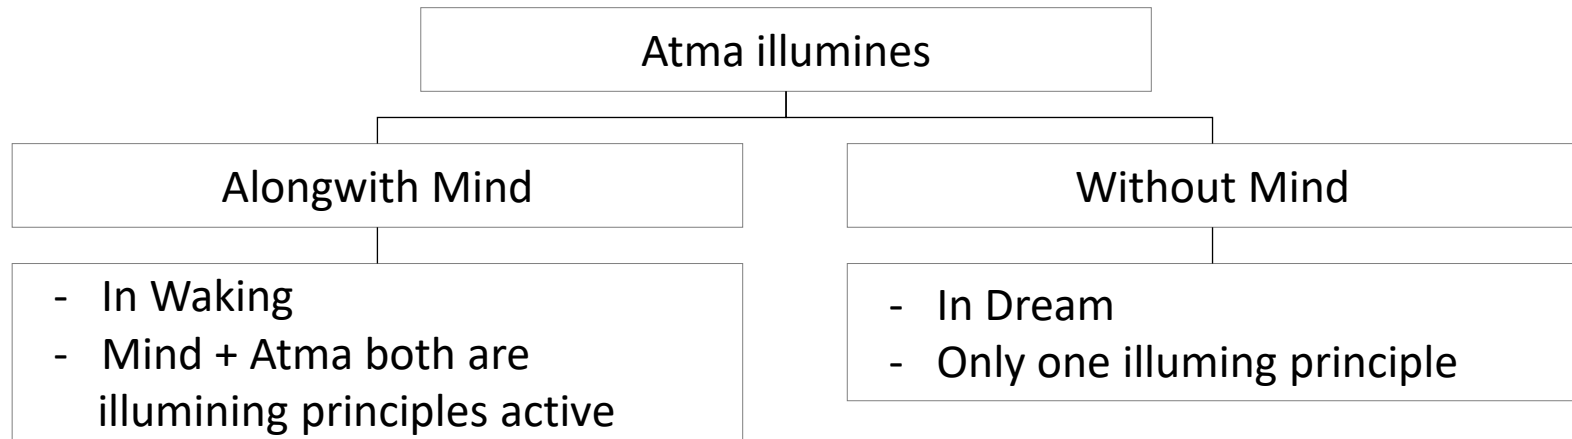 Atma illumines
Alongwith Mind
Without Mind
- In Waking
- Mind + Atma both are
illumining principles active
- In Dream
- Only one illuming principle